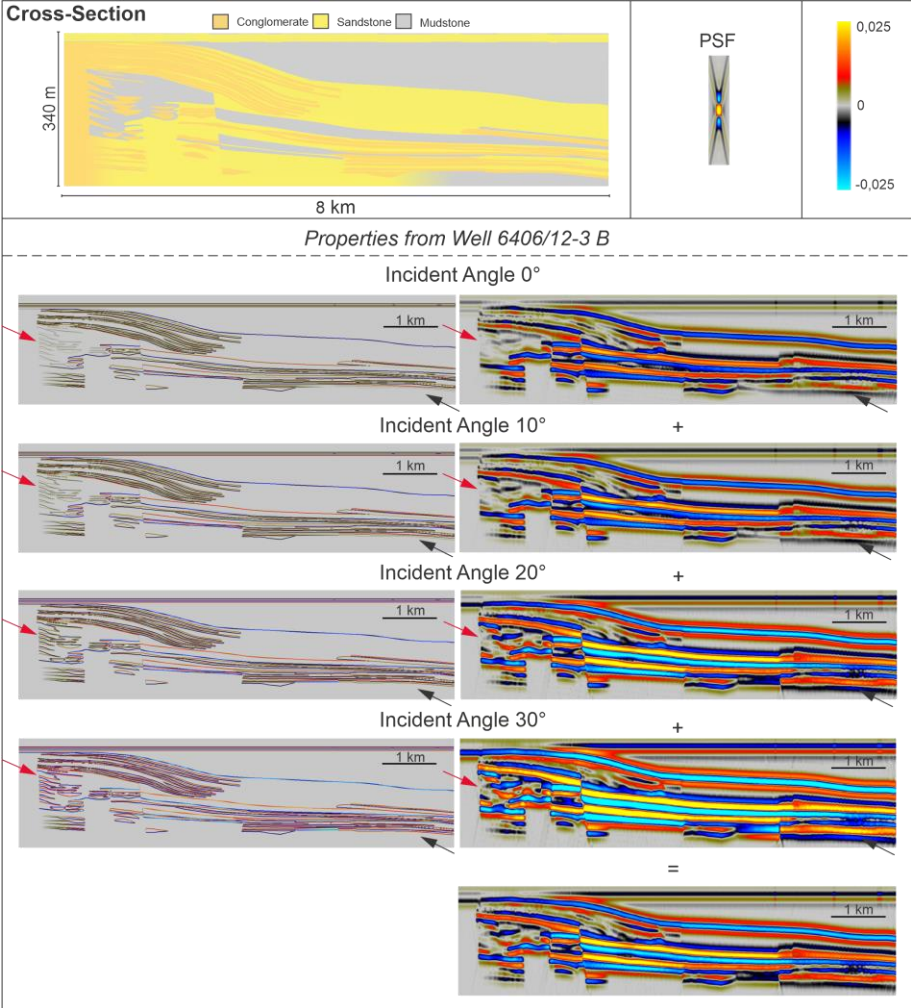 Cross-Section
Conglomerate Sandstone Mudstone
340 m
8 km
PSF
0,025
0
-0,025
Properties from Well 6406/12-3 B
Incident Angle 0°
1 km 1 km
Incident Angle 10° +
1 km 1 km
Incident Angle 20° +
1 km 1 km
Incident Angle 30° +
1 km 1 km
=
1 km